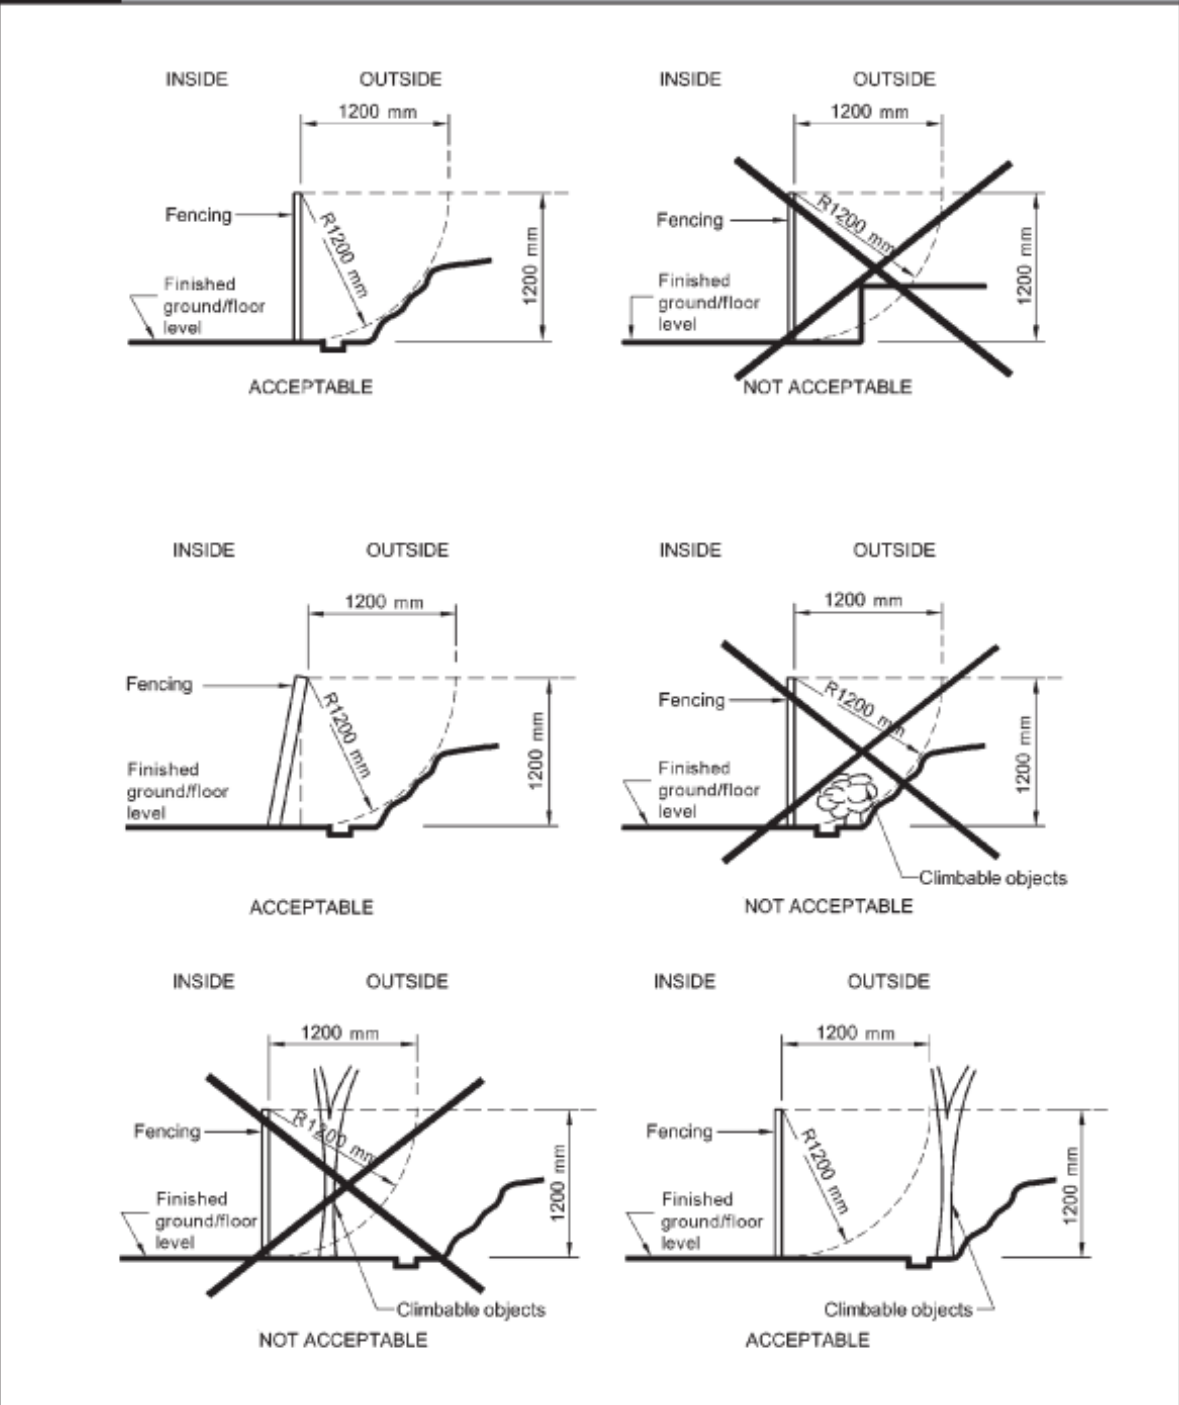 INSIDE OUTSIDE
1200 mm
Fencing
R1200 mm
1200 mm
Finished
ground/floor
level
ACCEPTABLE
INSIDE OUTSIDE
1200 mm
R1200 mm
Fencing
1200 mm
Finished
ground/floor
level
NOT ACCEPTABLE
INSIDE OUTSIDE
1200 mm
Fencing
R1200 mm
1200 mm
Finished
ground/floor
level
ACCEPTABLE
INSIDE OUTSIDE
1200 mm
R1200 mm
Fencing
1200 mm
Finished
ground/floor
level
Climbable objects
NOT ACCEPTABLE
INSIDE OUTSIDE
1200 mm
R1200 mm
Fencing
1200 mm
Finished
ground/floor
level
Climbable objects
NOT ACCEPTABLE
INSIDE OUTSIDE
1200 mm
Fencing
R1200 mm
1200 mm
Finished
ground/floor
level
Climbable objects
ACCEPTABLE